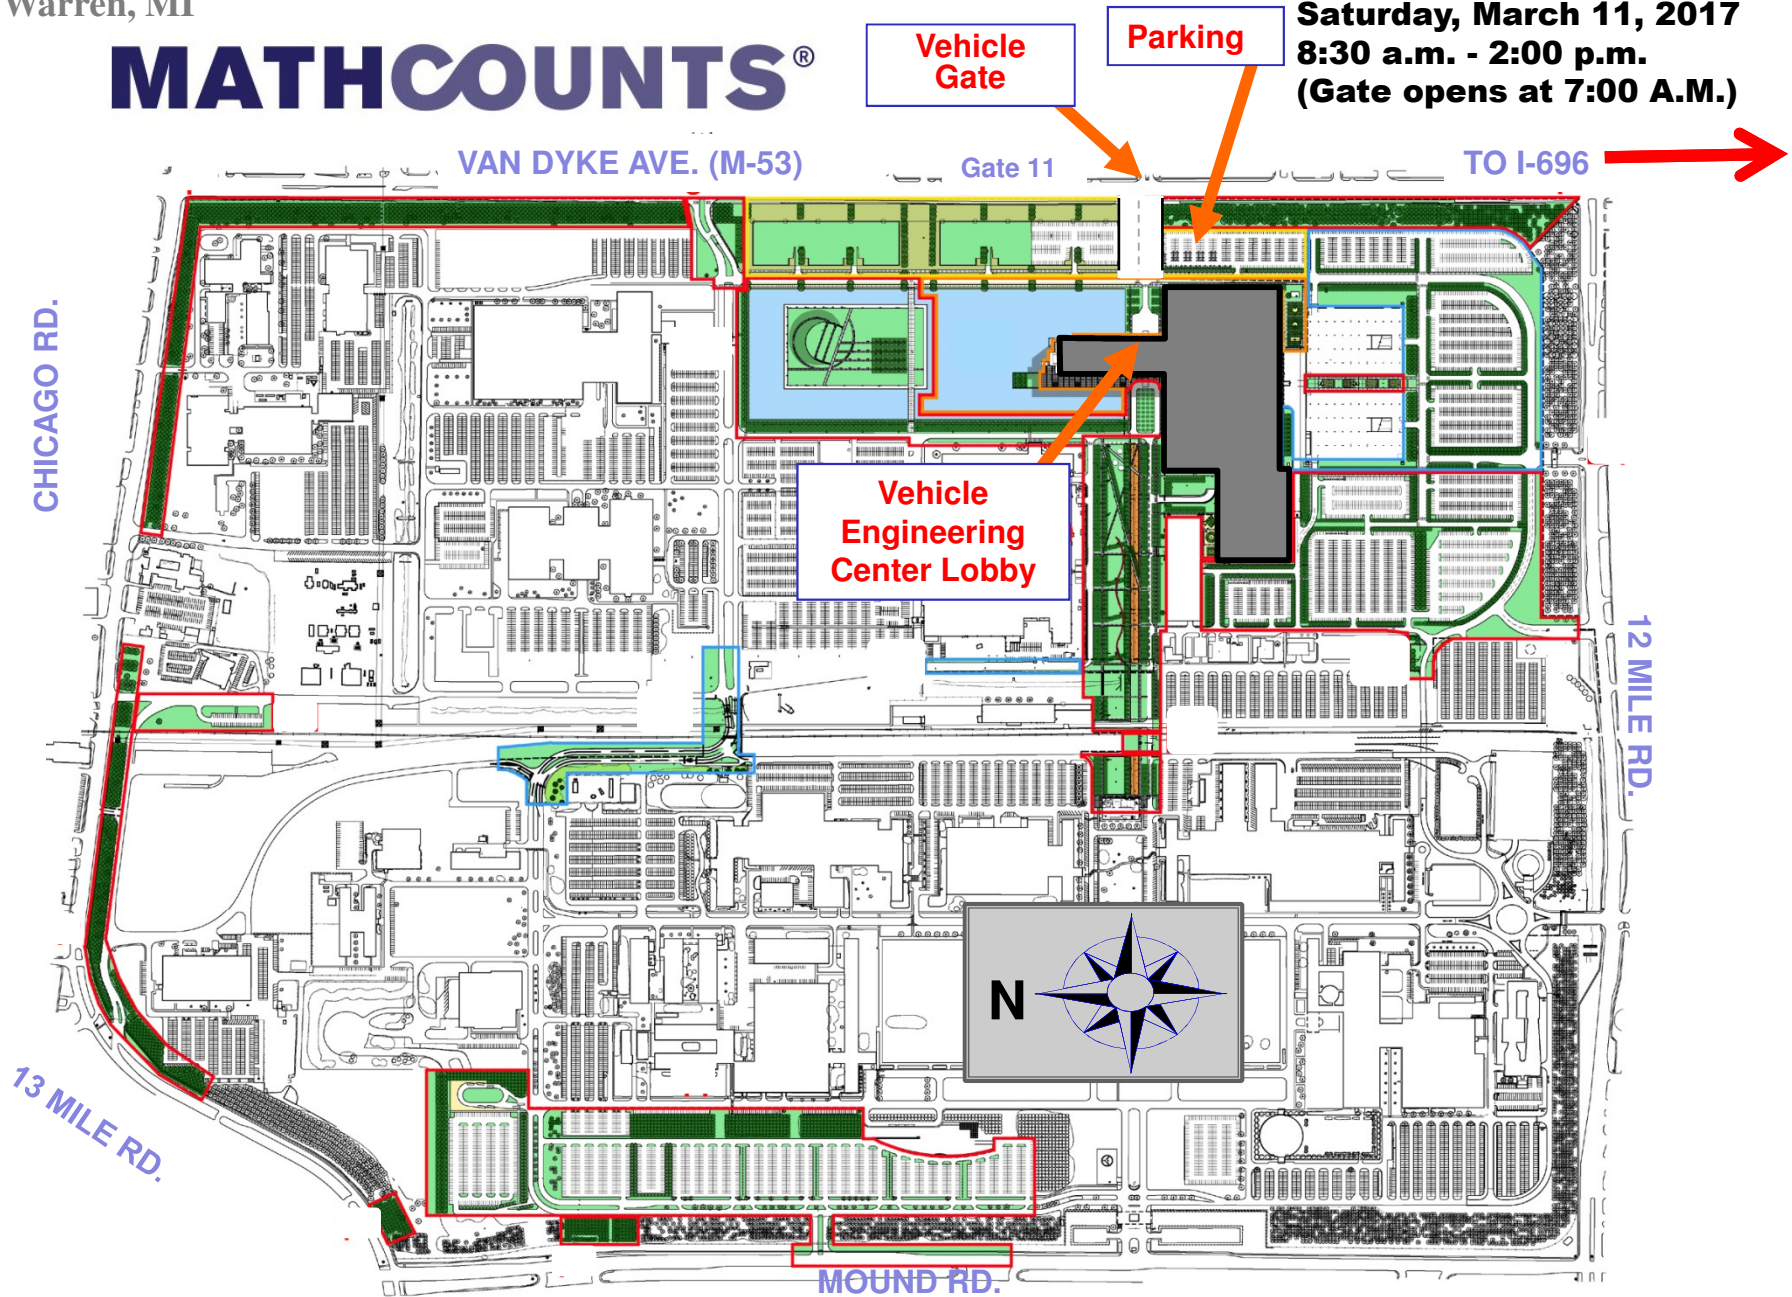 Warren, MI
MATHCOUNTS®
Vehicle
Gate
Parking
Saturday, March 11, 2017
8:30 a.m. - 2:00 p.m.
(Gate opens at 7:00 A.M.)
VAN DYKE AVE. (M-53)
Gate 11
TO I-696
CHICAGO RD.
Vehicle
Engineering
Center Lobby
12 MILE RD.
N
13 MILE RD.
MOUND RD.